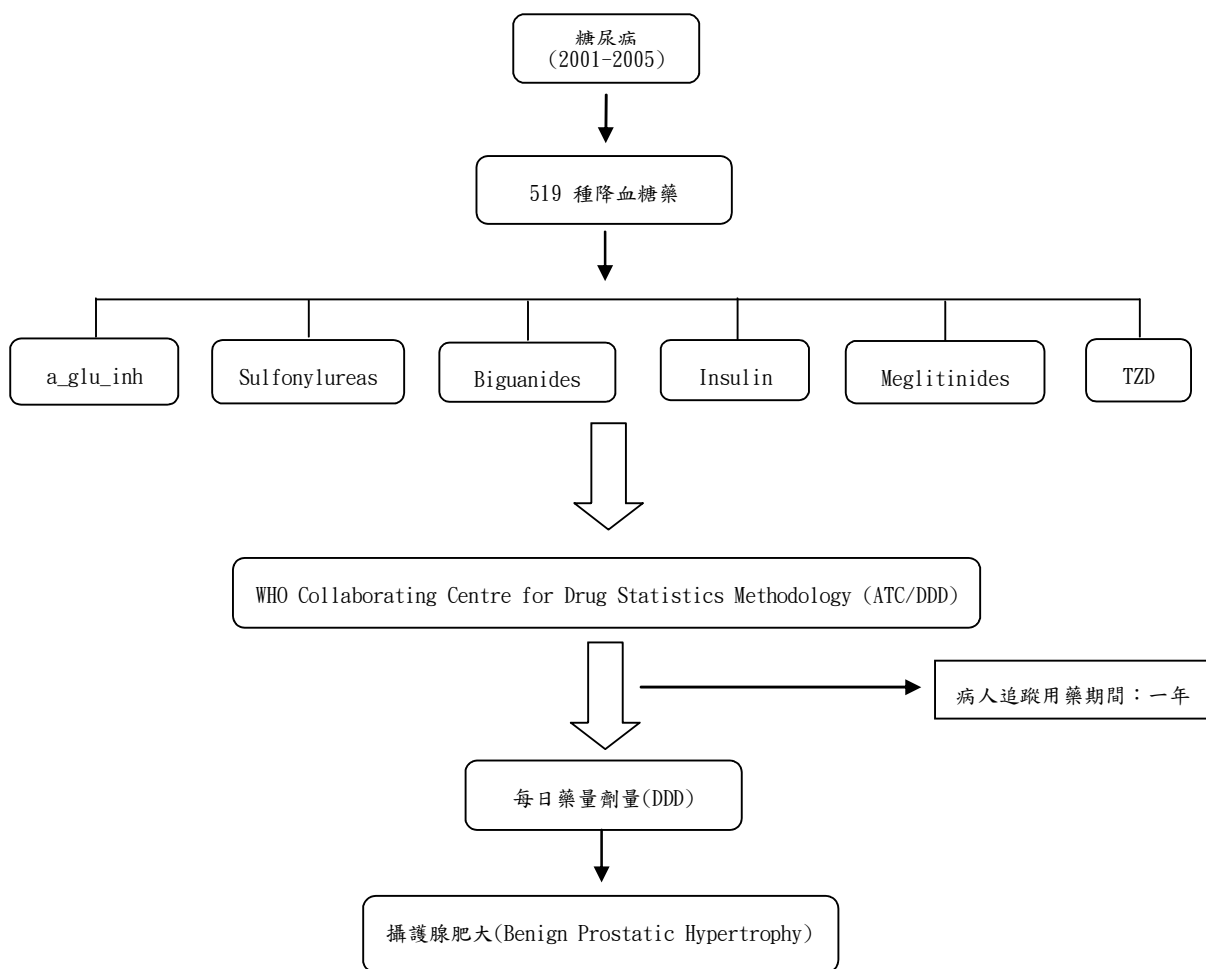 糖尿病
(2001-2005)
519 種降血糖藥
a_glu_inh
Sulfonylureas
Biguanides
Insulin
Meglitinides
TZD
WHO Collaborating Centre for Drug Statistics Methodology (ATC/DDD)
病人追蹤用藥期間：一年
每日藥量劑量(DDD)
攝護腺肥大(Benign Prostatic Hypertrophy)